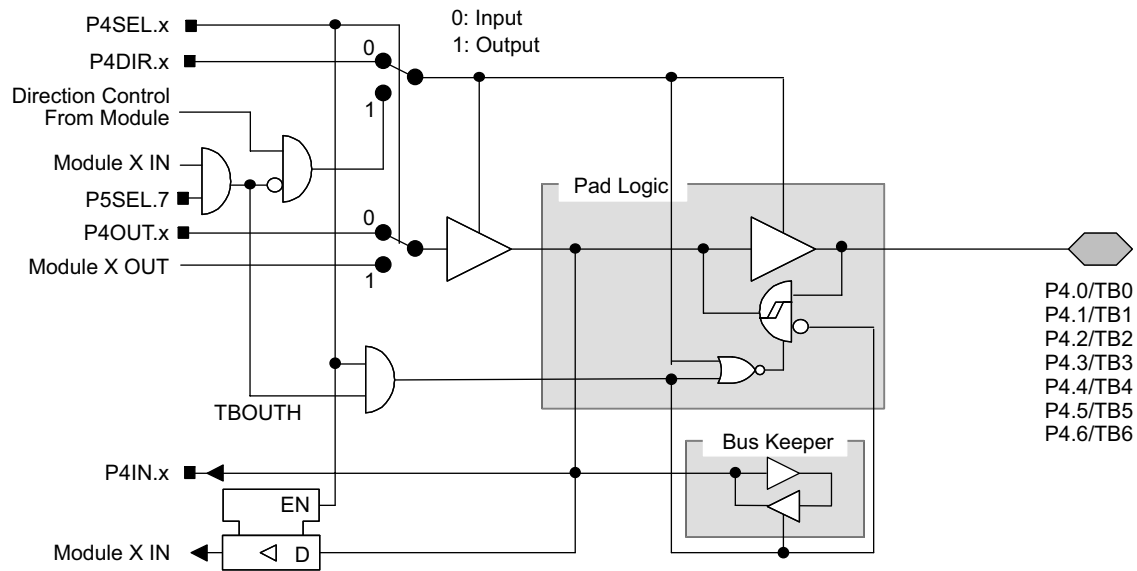 P4SEL.x
0: Input
1: Output
P4DIR.x
0
Direction Control
From Module
1
Module X IN
P5SEL.7
Pad Logic
P4OUT.x
0
Module X OUT
1
P4.0/TB0
P4.1/TB1
P4.2/TB2
P4.3/TB3
P4.4/TB4
P4.5/TB5
P4.6/TB6
TBOUTH
Bus Keeper
P4IN.x
EN
Module X IN
D